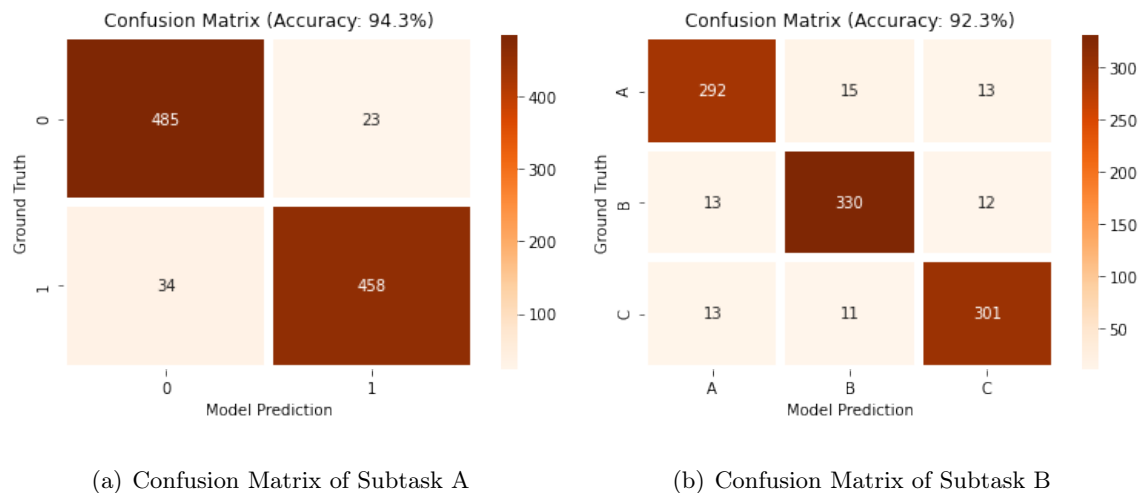 Confusion Matrix (Accuracy: 94.3%)
Ground Truth
0
1
485
23
34
458
0
1
Model Prediction
400
300
200
100
(a) Confusion Matrix of Subtask A
Confusion Matrix (Accuracy: 92.3%)
Ground Truth
A
B
C
292
15
13
13
330
12
13
11
301
A
B
C
Model Prediction
300
250
200
150
100
50
(b) Confusion Matrix of Subtask B